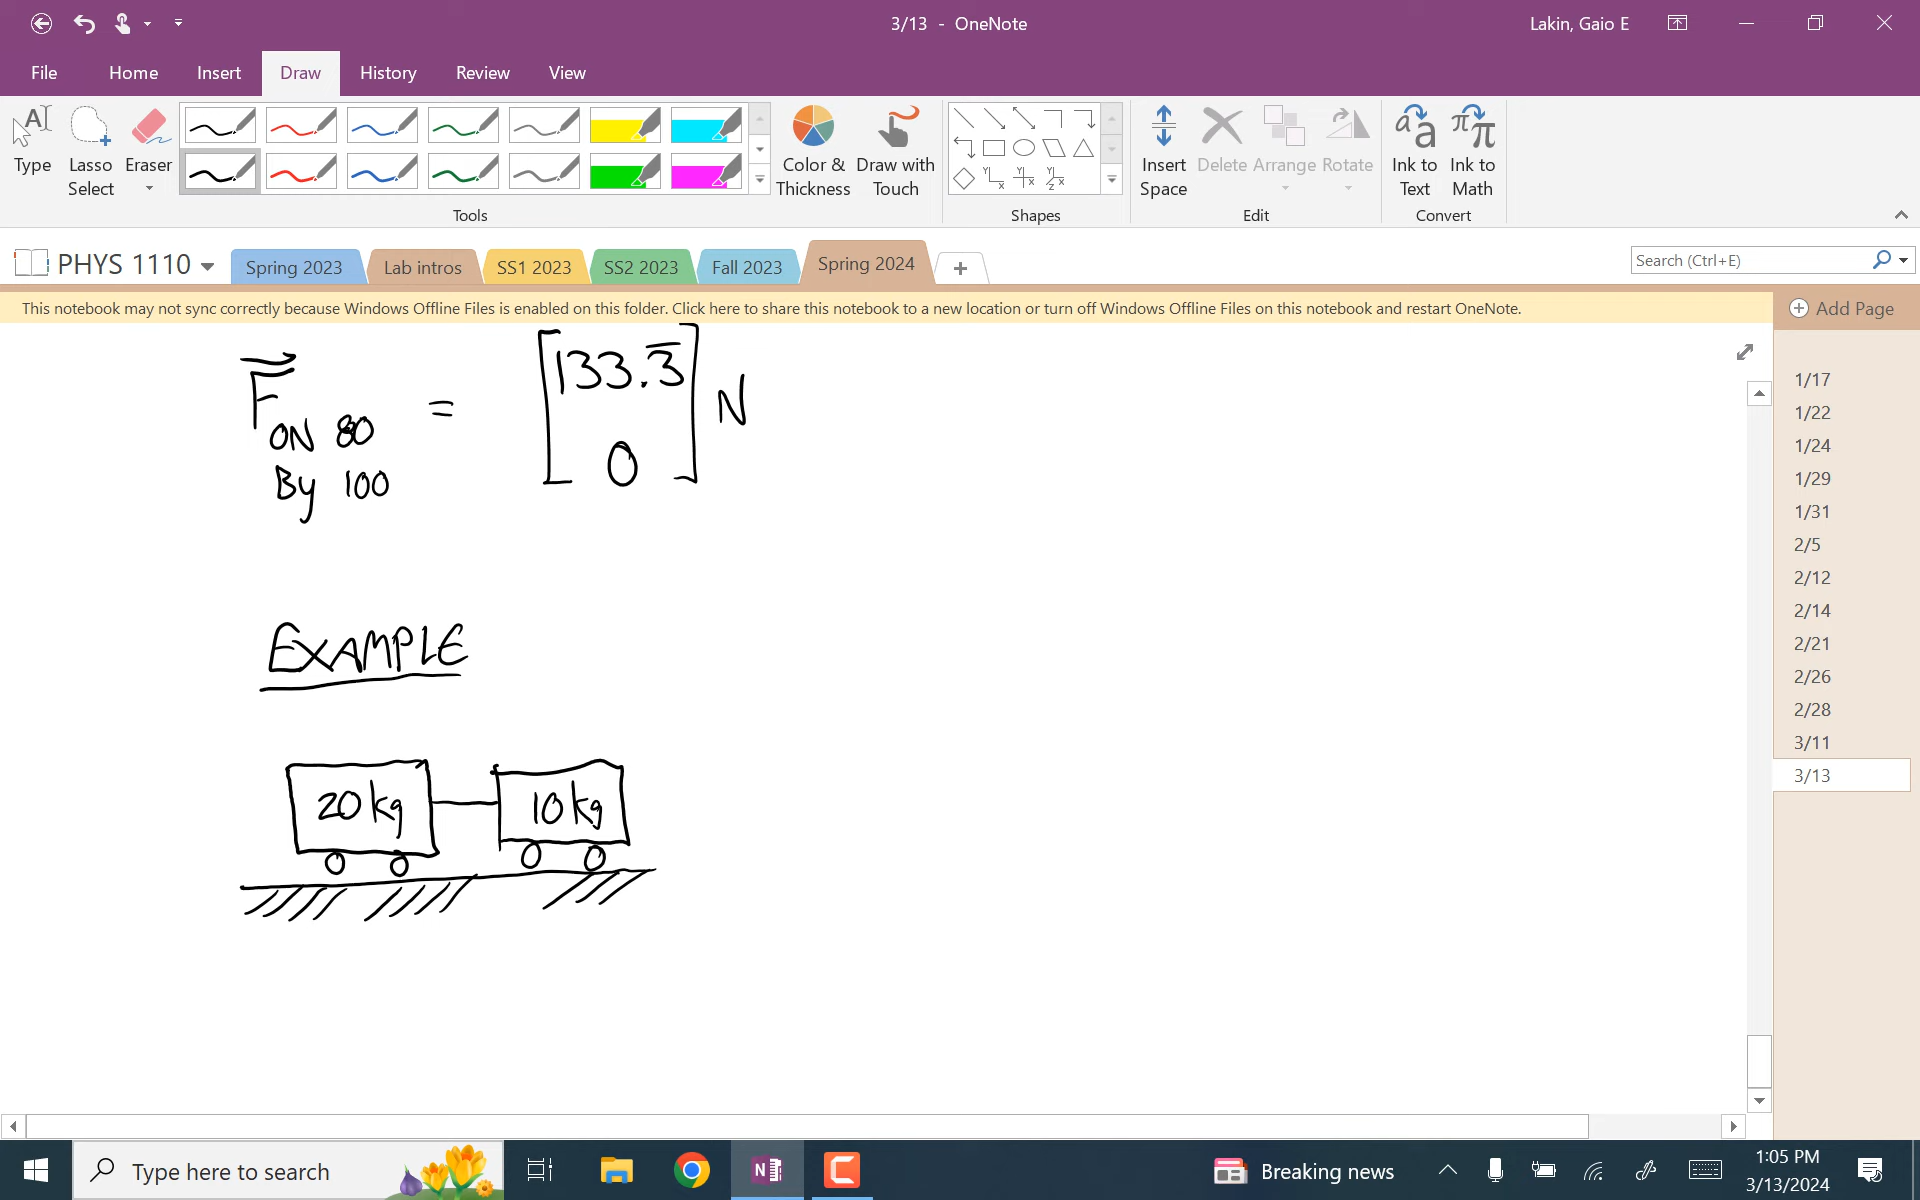 3/13 - OneNote
Lakin, Gaio E
File Home Insert Draw History Review View
Type
Lasso Select
Eraser
Color & Thickness
Draw with Touch
Insert Space
Delete
Arrange
Rotate
Ink to Text
Ink to Math
Tools
Shapes
Edit
Convert
PHYS 1110
Spring 2023
Lab intros
SS1 2023
SS2 2023
Fall 2023
Spring 2024
Search (Ctrl+E)
This notebook may not sync correctly because Windows Offline Files is enabled on this folder. Click here to share this notebook to a new location or turn off Windows Offline Files on this notebook and restart OneNote.
Add Page
1/17
1/22
1/24
1/29
1/31
2/5
2/12
2/14
2/21
2/26
2/28
3/11
3/13
F ON 80 = [133.3̅ N
By 100 0]
EXAMPLE
20 kg 10 kg
Type here to search
Breaking news
1:05 PM
3/13/2024